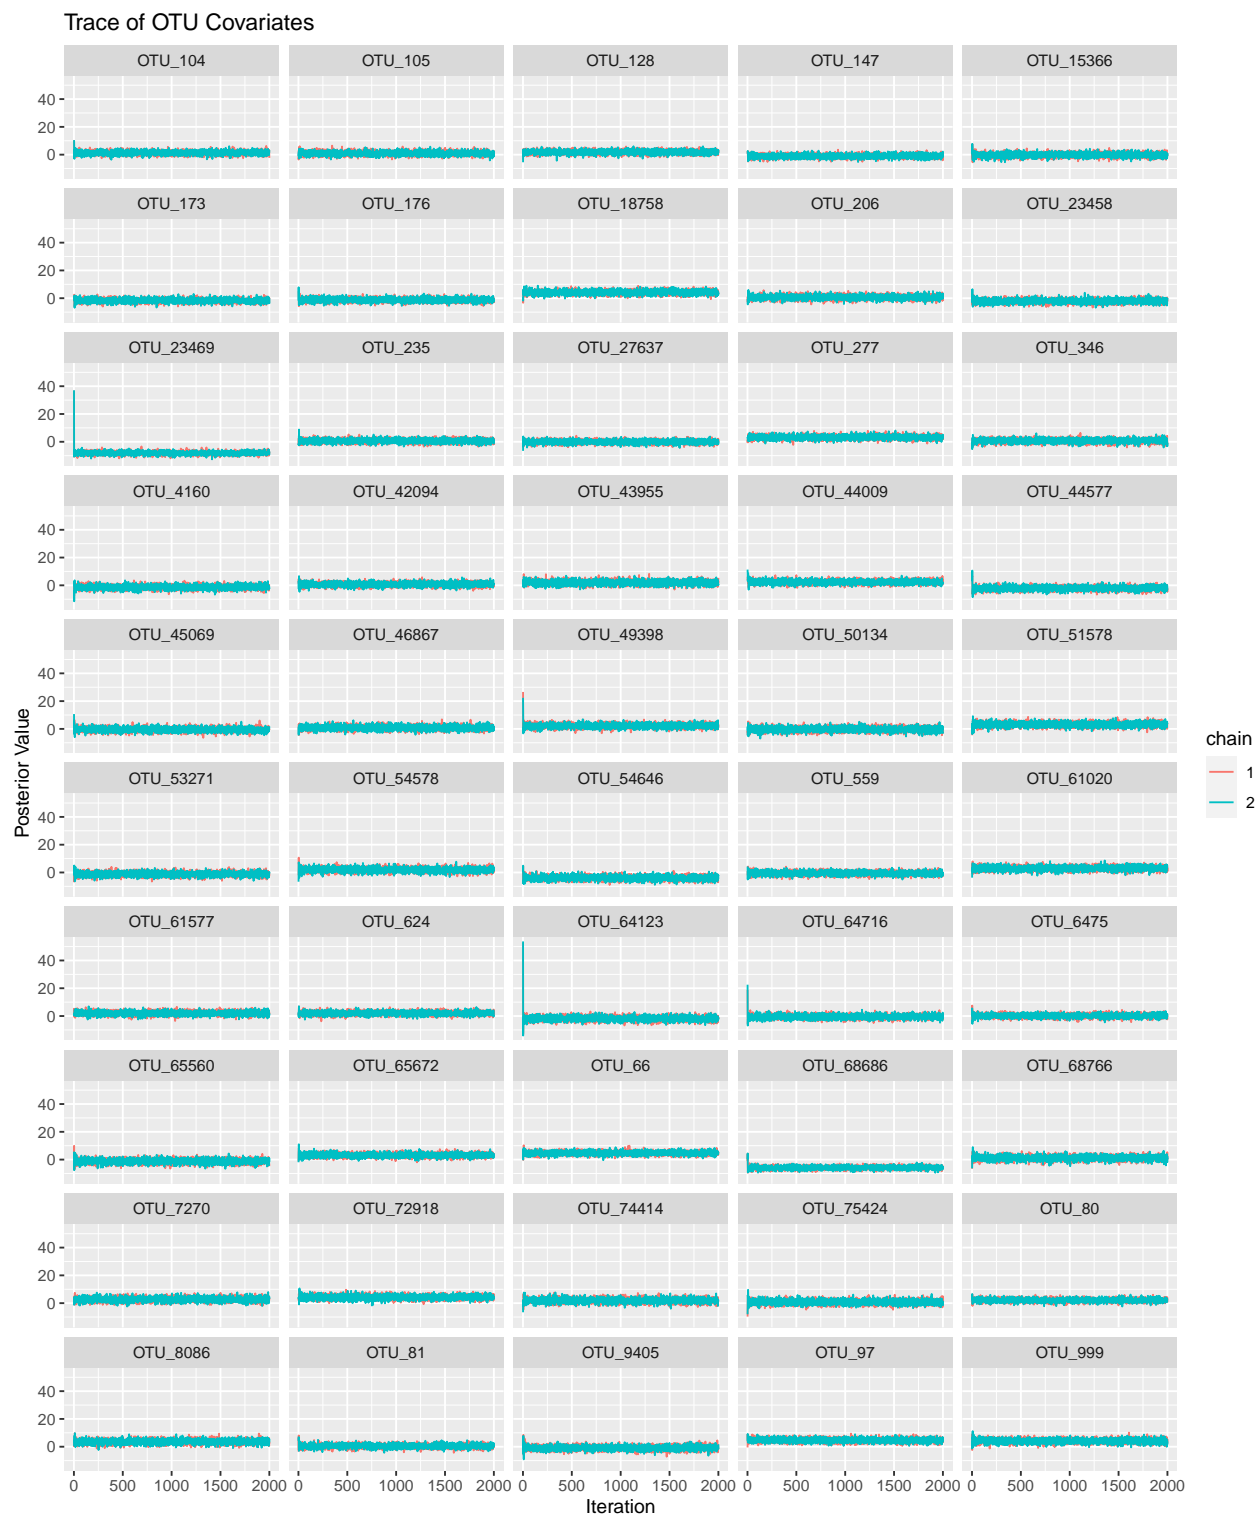 Trace of OTU Covariates
OTU_104 OTU_105 OTU_128 OTU_147 OTU_15366
40
20
0
OTU_173 OTU_176 OTU_18758 OTU_206 OTU_23458
40
20
0
OTU_23469 OTU_235 OTU_27637 OTU_277 OTU_346
40
20
0
OTU_4160 OTU_42094 OTU_43955 OTU_44009 OTU_44577
40
20
0
OTU_45069 OTU_46867 OTU_49398 OTU_50134 OTU_51578
40
20
0
OTU_53271 OTU_54578 OTU_54646 OTU_559 OTU_61020
40
20
0
OTU_61577 OTU_624 OTU_64123 OTU_64716 OTU_6475
40
20
0
OTU_65560 OTU_65672 OTU_66 OTU_68686 OTU_68766
40
20
0
OTU_7270 OTU_72918 OTU_74414 OTU_75424 OTU_80
40
20
0
OTU_8086 OTU_81 OTU_9405 OTU_97 OTU_999
40
20
0
0 500 1000 1500 2000 0 500 1000 1500 2000 0 500 1000 1500 2000 0 500 1000 1500 2000 0 500 1000 1500 2000
Iteration
Posterior Value
chain
1
2